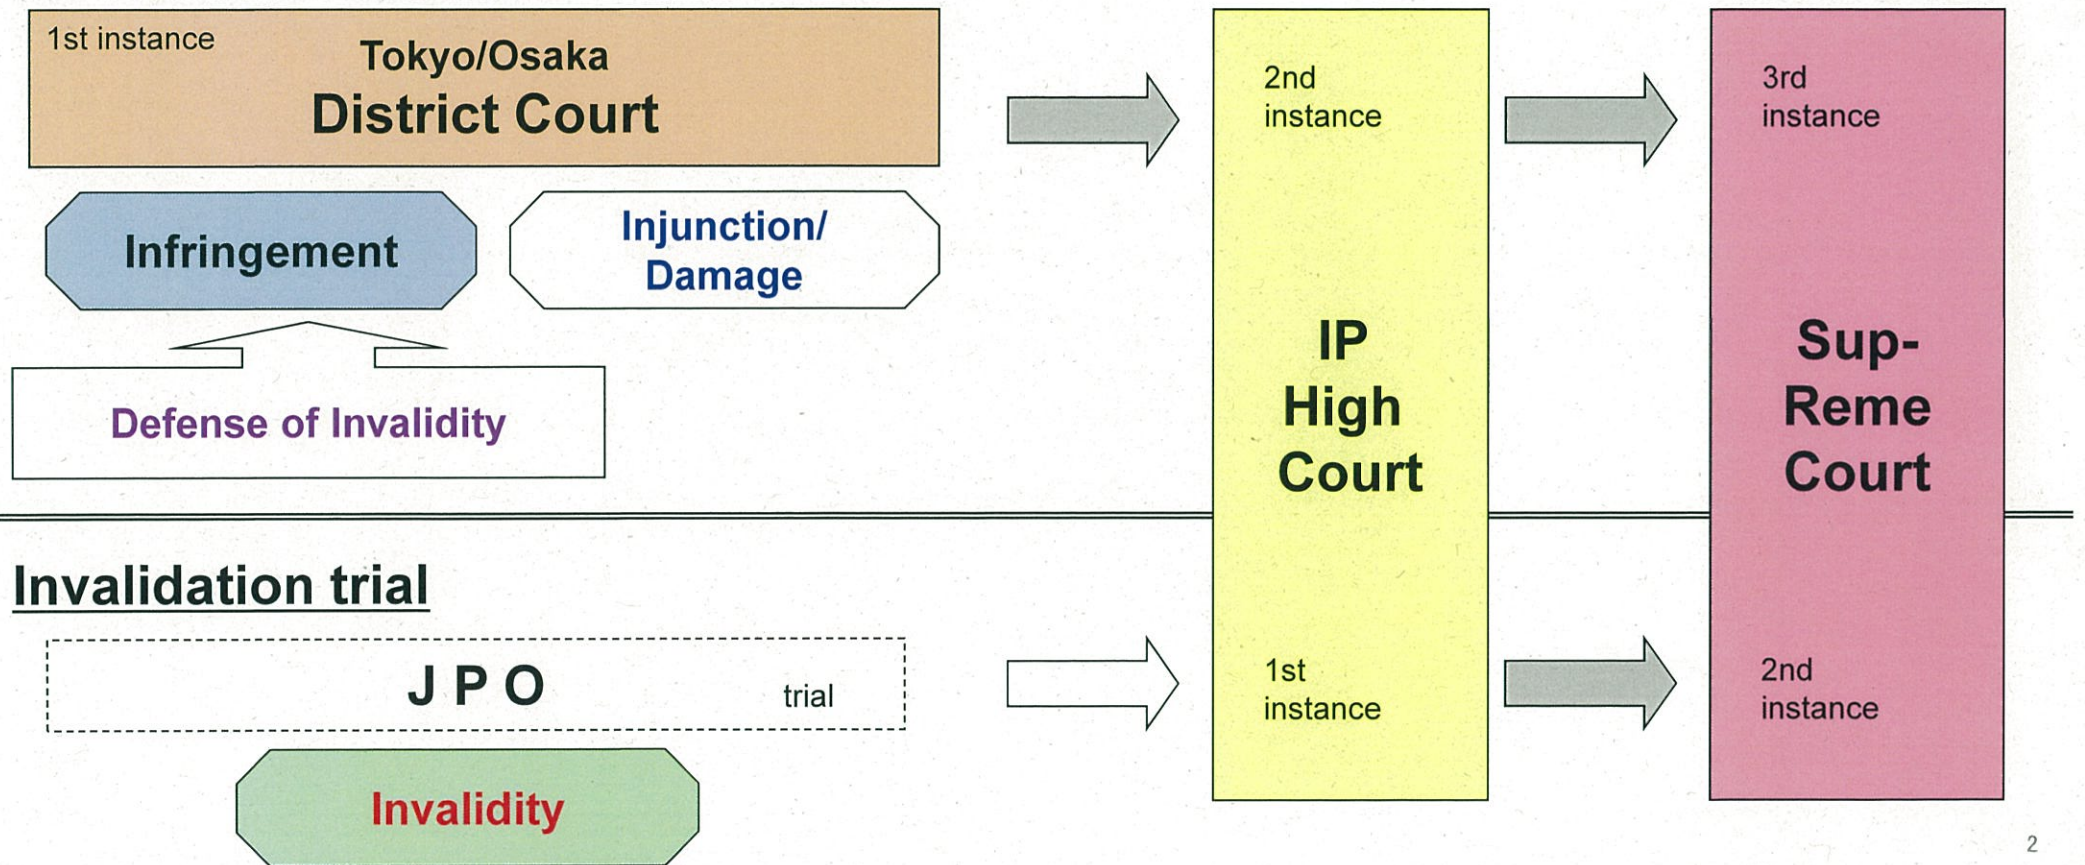 1st instance
Tokyo/Osaka
District Court
Infringement
Injunction/
Damage
Defense of Invalidity
2nd
instance
IP
High
Court
1st
instance
3rd
instance
Sup-
Reme
Court
2nd
instance
Invalidation trial
J P O
trial
Invalidity
2